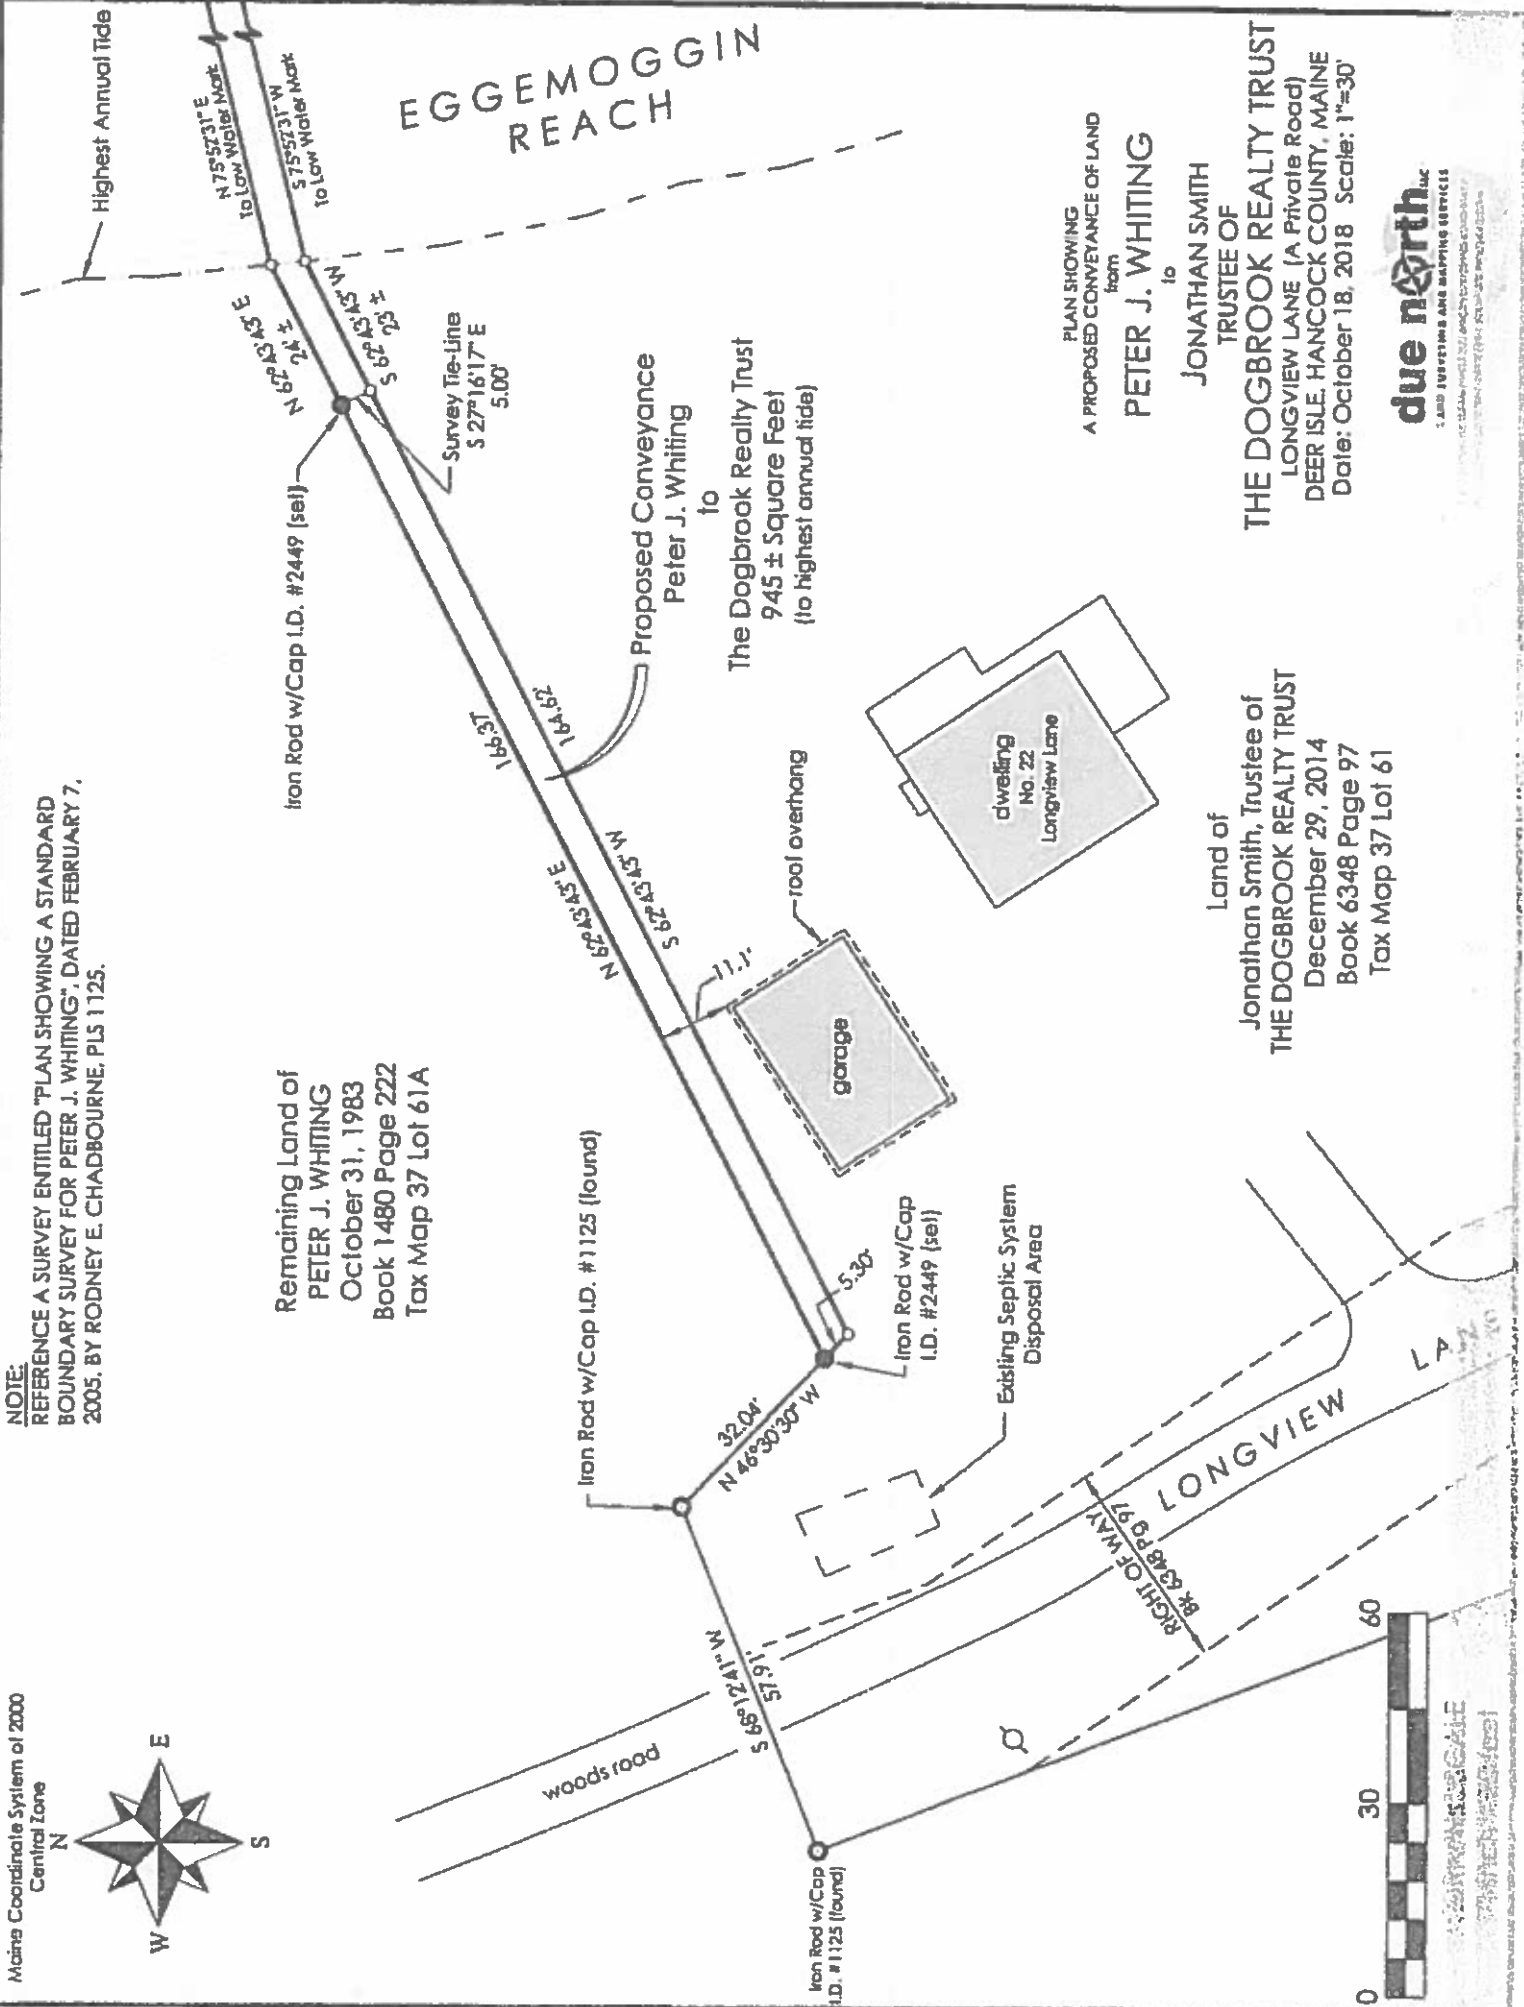 Maine Coordinate System of 2000
Central Zone
N
W
E
S
NOTE:
REFERENCE A SURVEY ENTITLED "PLAN SHOWING A STANDARD
BOUNDARY SURVEY FOR PETER J. WHITING", DATED FEBRUARY 7,
2005, BY RODNEY E. CHADBOURNE, PLS 1125.
Highest Annual Tide
N 75°52'31" E
To Low Water Mark
S 75°52'31" W
To Low Water Mark
EGGEMOGGIN
REACH
N 62°43'43" E
24' ±
S 62°43'43" W
23' ±
Iron Rod w/Cap I.D. #2449 (set)
Survey Tie-Line
S 27°16'17" E
5.00'
Remaining Land of
PETER J. WHITING
October 31, 1983
Book 1480 Page 222
Tax Map 37 Lot 61A
166.37'
N 62°43'43" E
164.62'
S 62°43'43" W
Proposed Conveyance
Peter J. Whiting
to
The Dogbrook Realty Trust
945 ± Square Feet
(to highest annual tide)
Iron Rod w/Cap I.D. #1125 (found)
32.04'
N 46°30'30" W
5.30'
Iron Rod w/Cap
I.D. #2449 (set)
11.1'
roof overhang
garage
dwelling
No. 22
Longview Lane
Existing Septic System
Disposal Area
woods road
S 68°12'41" W
57.91'
Iron Rod w/Cap
I.D. #1125 (found)
RIGHT OF WAY
BK 6348 PG 97
LONGVIEW LA
Land of
Jonathan Smith, Trustee of
THE DOGBROOK REALTY TRUST
December 29, 2014
Book 6348 Page 97
Tax Map 37 Lot 61
PLAN SHOWING
A PROPOSED CONVEYANCE OF LAND
from
PETER J. WHITING
to
JONATHAN SMITH
TRUSTEE OF
THE DOGBROOK REALTY TRUST
LONGVIEW LANE (A Private Road)
DEER ISLE, HANCOCK COUNTY, MAINE
Date: October 18, 2018 Scale: 1"=30'
due north LLC
LAND SURVEYING AND MAPPING SERVICES
0 30 60